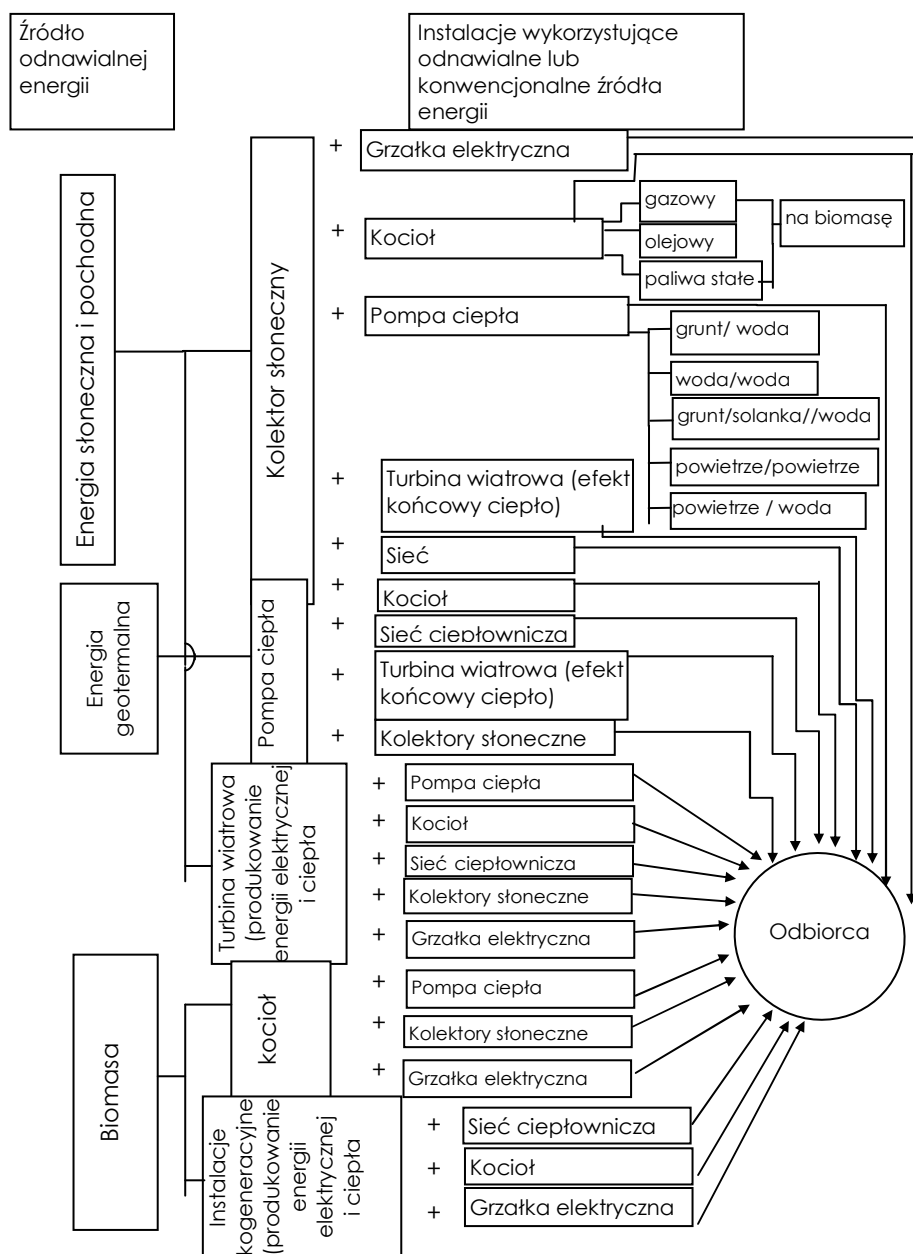 Źródło
odnawialnej
energii
Instalacje wykorzystujące
odnawialne lub
konwencjonalne źródła
energii
Energia słoneczna i pochodna
Kolektor słoneczny
+ Grzałka elektryczna
+ Kocioł
gazowy
olejowy
paliwa stałe
na biomasę
+ Pompa ciepła
grunt/ woda
woda/woda
grunt/solanka//woda
powietrze/powietrze
powietrze / woda
+ Turbina wiatrowa (efekt
końcowy ciepło)
+ Sieć
Energia
geotermalna
Pompa ciepła
+ Kocioł
+ Sieć ciepłownicza
+ Turbina wiatrowa (efekt
końcowy ciepło)
+ Kolektory słoneczne
Turbina wiatrowa
(produkowanie
energii elektrycznej
i ciepła
+ Pompa ciepła
+ Kocioł
+ Sieć ciepłownicza
+ Kolektory słoneczne
+ Grzałka elektryczna
Odbiorca
Biomasa
kocioł
+ Pompa ciepła
+ Kolektory słoneczne
+ Grzałka elektryczna
Instalacje
kogeneracyjne
(produkowanie
energii
elektrycznej
i ciepła
+ Sieć ciepłownicza
+ Kocioł
+ Grzałka elektryczna